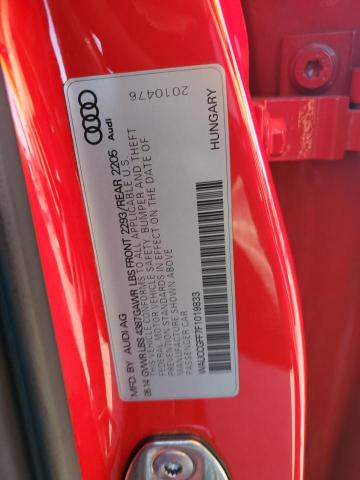 MFD. BY AUDI AG
05.14 GVWR LBS 4387 GAWR LBS FRONT 2293/REAR 2205
THIS VEHICLE CONFORMS TO ALL APPLICABLE U.S.
FEDERAL MOTOR VEHICLE SAFETY, BUMPER AND THEFT
PREVENTION STANDARDS IN EFFECT ON THE DATE OF
MANUFACTURE SHOWN ABOVE.
PASSENGER CAR
WAUCCGFF7F1019833
Audi
2010476
HUNGARY